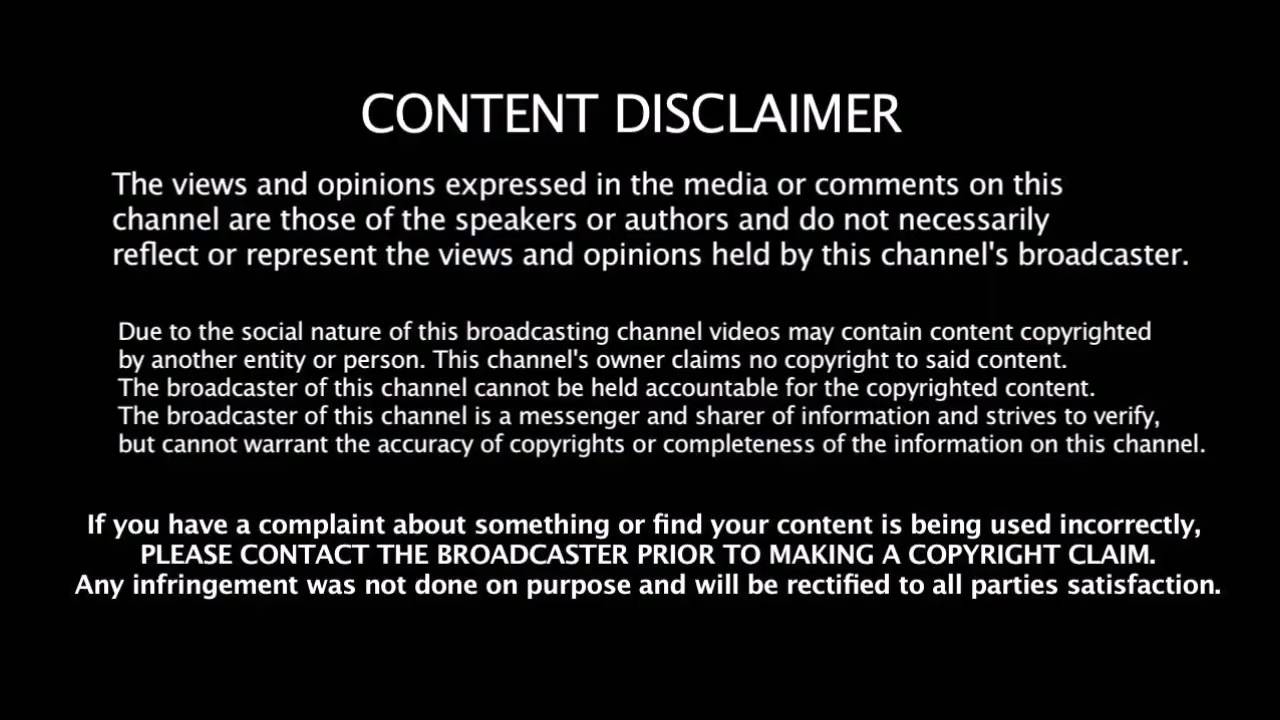 CONTENT DISCLAIMER
The views and opinions expressed in the media or comments on this
channel are those of the speakers or authors and do not necessarily
reflect or represent the views and opinions held by this channel's broadcaster.
Due to the social nature of this broadcasting channel videos may contain content copyrighted
by another entity or person. This channel's owner claims no copyright to said content.
The broadcaster of this channel cannot be held accountable for the copyrighted content.
The broadcaster of this channel is a messenger and sharer of information and strives to verify,
but cannot warrant the accuracy of copyrights or completeness of the information on this channel.
If you have a complaint about something or find your content is being used incorrectly,
PLEASE CONTACT THE BROADCASTER PRIOR TO MAKING A COPYRIGHT CLAIM.
Any infringement was not done on purpose and will be rectified to all parties satisfaction.